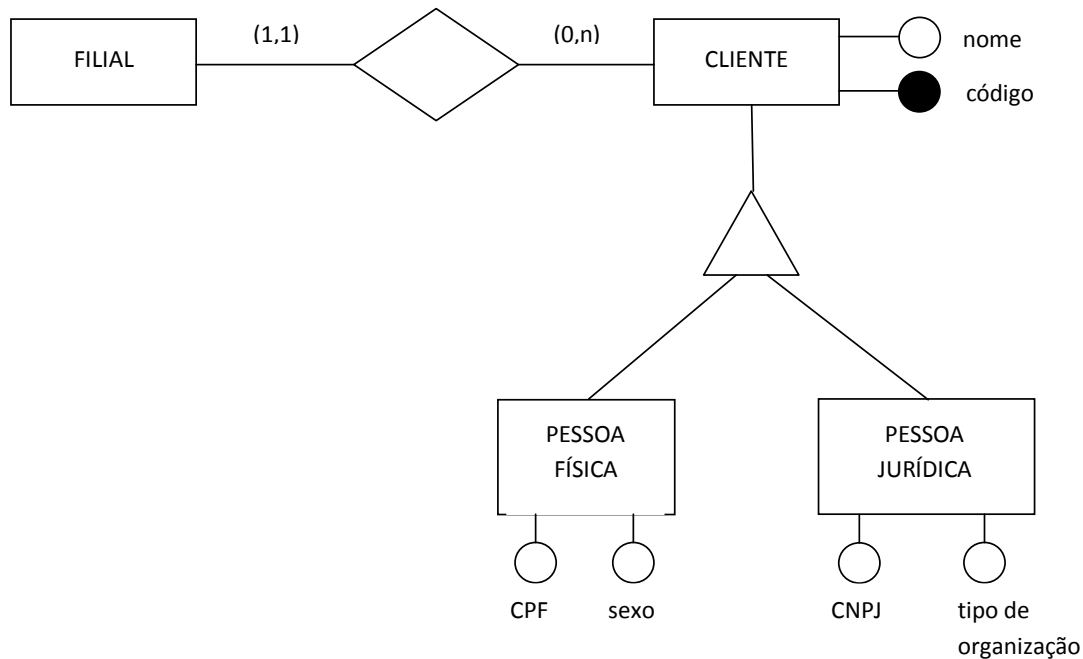 FILIAL
(1,1)
(0,n)
CLIENTE
nome
código
PESSOA
FÍSICA
PESSOA
JURÍDICA
CPF
sexo
CNPJ
tipo de
organização